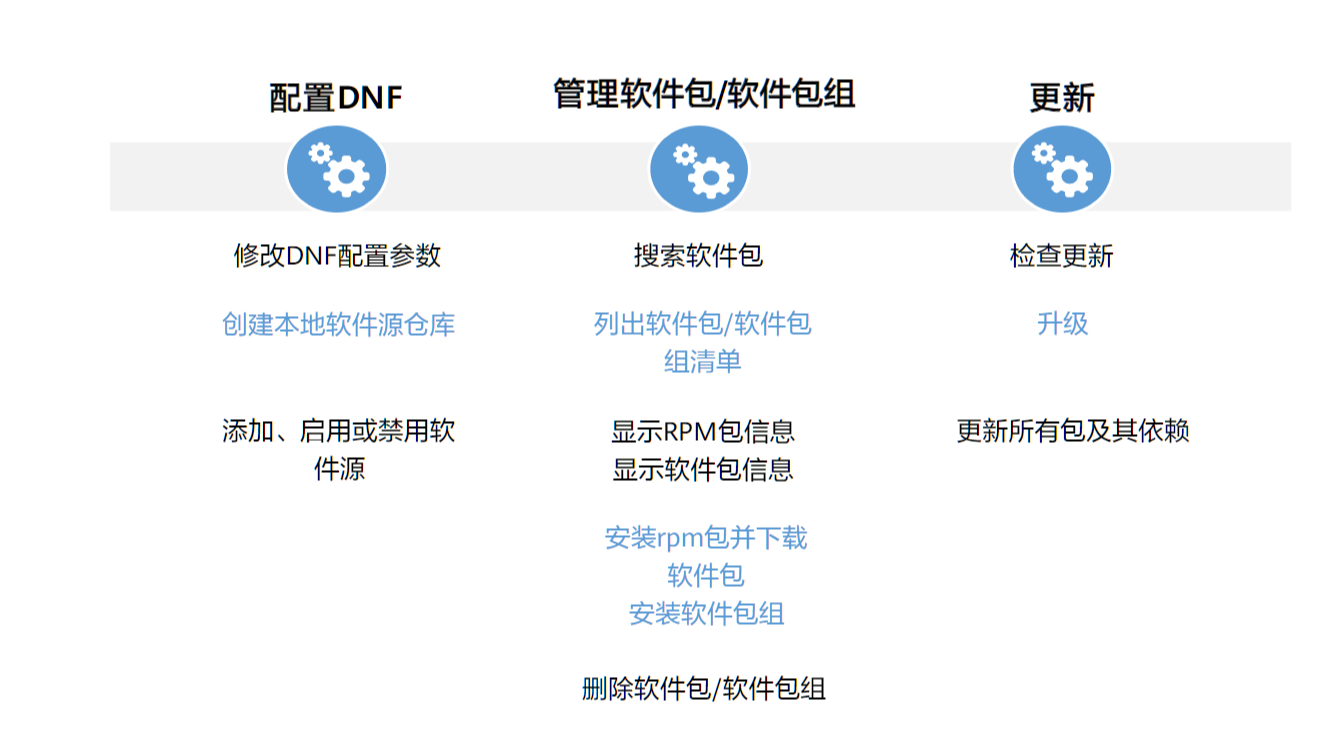 配置DNF
修改DNF配置参数
创建本地软件源仓库
添加、启用或禁用软
件源
管理软件包/软件包组
搜索软件包
列出软件包/软件包
组清单
显示RPM包信息
显示软件包信息
安装rpm包并下载
软件包
安装软件包组
删除软件包/软件包组
更新
检查更新
升级
更新所有包及其依赖